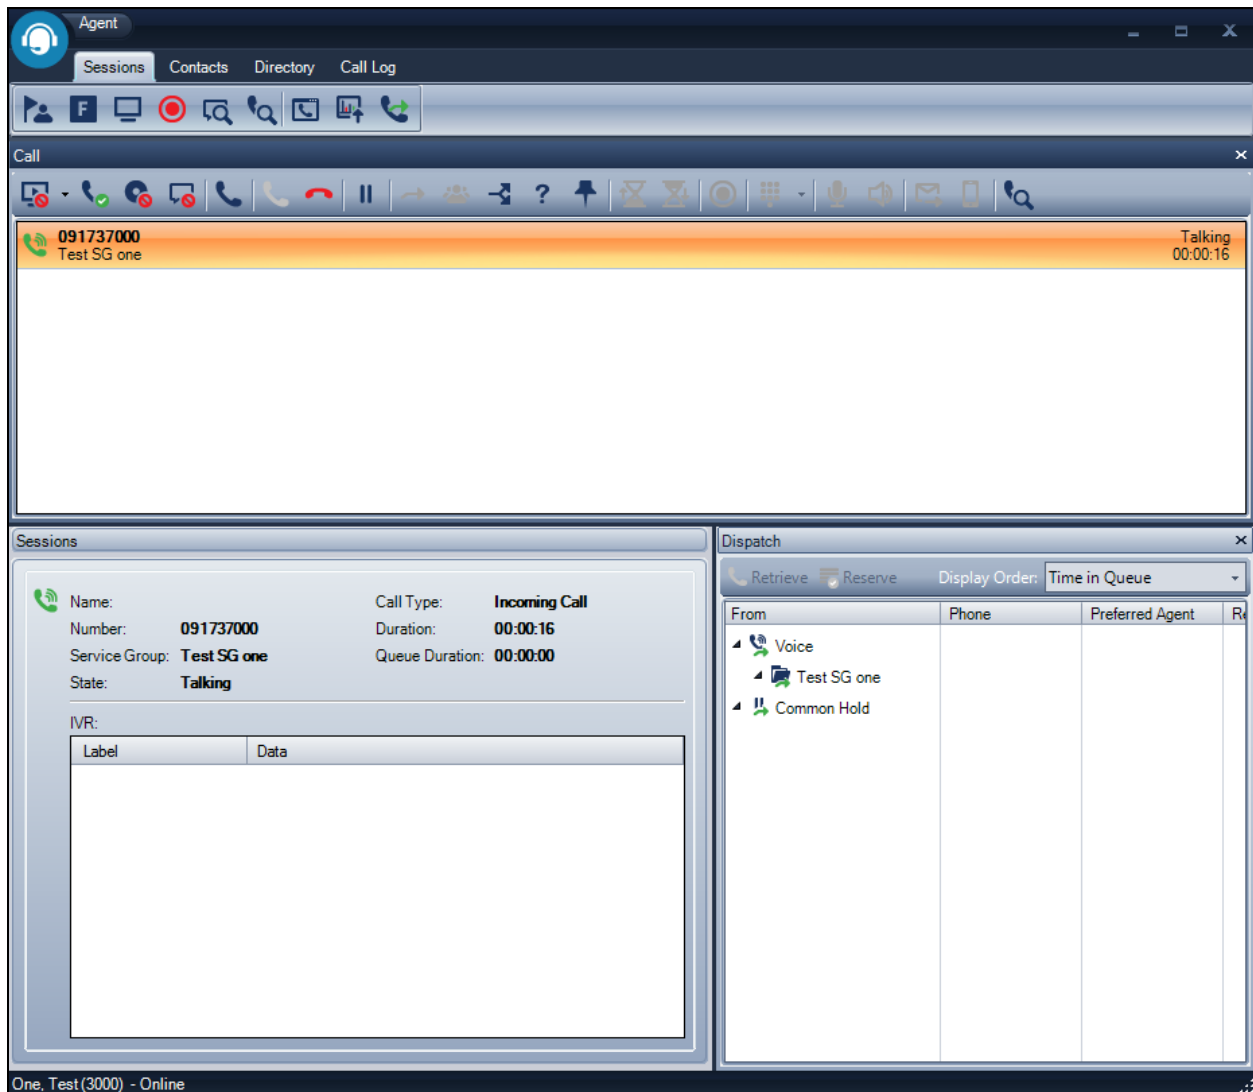 Agent
Sessions Contacts Directory Call Log
F
Call
?
091737000 Talking
Test SG one 00:00:16
Sessions
Name: Call Type: Incoming Call
Number: 091737000 Duration: 00:00:16
Service Group: Test SG one Queue Duration: 00:00:00
State: Talking
IVR:
Label Data
Dispatch
Retrieve Reserve Display Order: Time in Queue
From Phone Preferred Agent
Voice
Test SG one
Common Hold
One, Test (3000) - Online